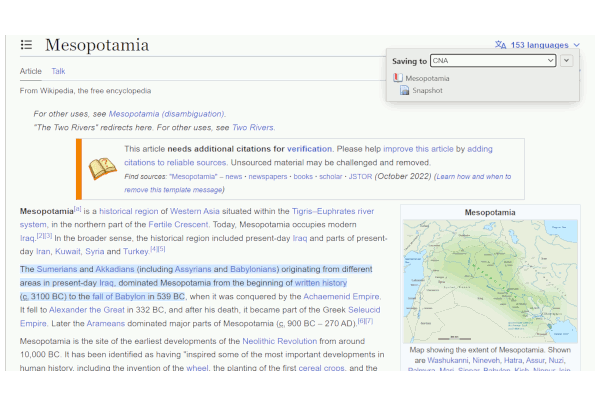 Mesopotamia
153 languages
Saving to CNA
Mesopotamia
Snapshot
Article Talk
From Wikipedia, the free encyclopedia
For other uses, see Mesopotamia (disambiguation).
"The Two Rivers" redirects here. For other uses, see Two Rivers.
This article needs additional citations for verification. Please help improve this article by adding
citations to reliable sources. Unsourced material may be challenged and removed.
Find sources: "Mesopotamia" – news · newspapers · books · scholar · JSTOR (October 2022) (Learn how and when to
remove this template message)
Mesopotamia[a] is a historical region of Western Asia situated within the Tigris–Euphrates river
system, in the northern part of the Fertile Crescent. Today, Mesopotamia occupies modern
Iraq.[2][3] In the broader sense, the historical region included present-day Iraq and parts of present-
day Iran, Kuwait, Syria and Turkey.[4][5]
The Sumerians and Akkadians (including Assyrians and Babylonians) originating from different
areas in present-day Iraq, dominated Mesopotamia from the beginning of written history
(c. 3100 BC) to the fall of Babylon in 539 BC, when it was conquered by the Achaemenid Empire.
It fell to Alexander the Great in 332 BC, and after his death, it became part of the Greek Seleucid
Empire. Later the Arameans dominated major parts of Mesopotamia (c. 900 BC – 270 AD).[6][7]
Mesopotamia is the site of the earliest developments of the Neolithic Revolution from around
10,000 BC. It has been identified as having "inspired some of the most important developments in
human history, including the invention of the wheel, the planting of the first cereal crops, and the
Mesopotamia
Map showing the extent of Mesopotamia. Shown
are Washukanni, Nineveh, Hatra, Assur, Nuzi,
Palmyra, Mari, Sippar, Babylon, Kish, Nippur, Isin